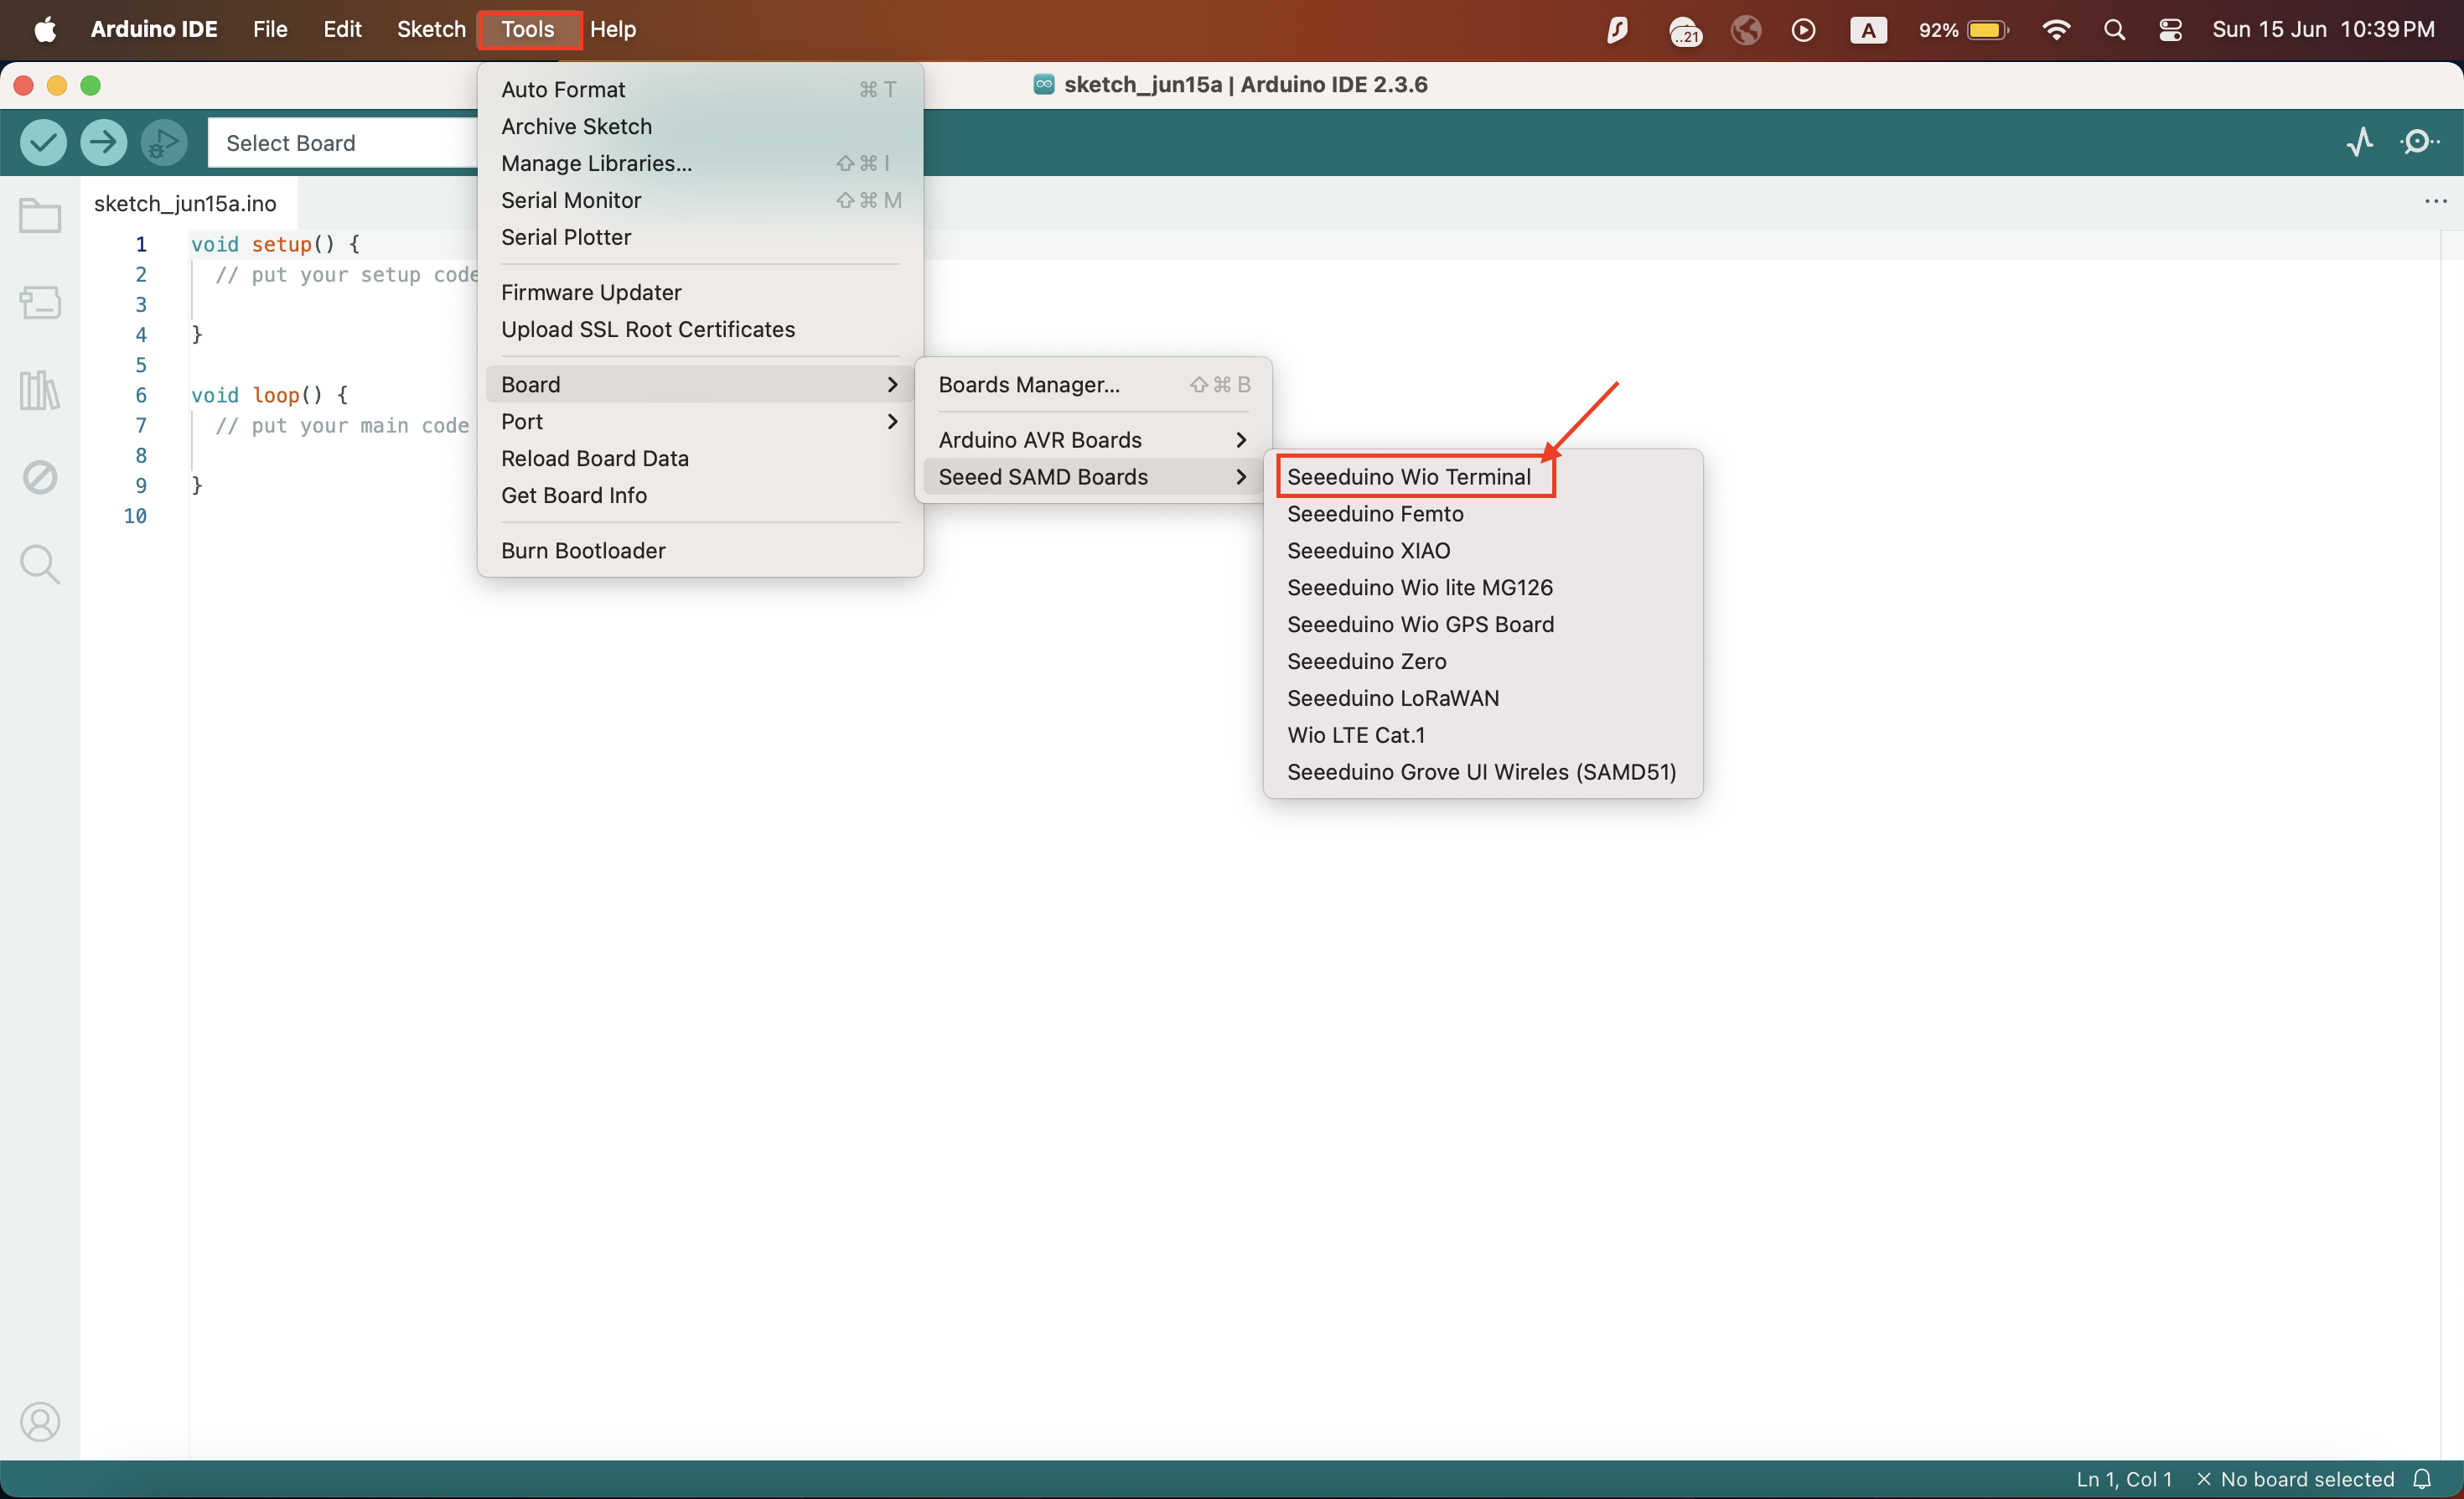 Arduino IDE File Edit Sketch Tools Help ..21 A 92% Sun 15 Jun 10:39 PM
sketch_jun15a | Arduino IDE 2.3.6
Select Board
sketch_jun15a.ino
1 void setup() {
2 // put your setup code
3
4 }
5
6 void loop() {
7 // put your main code
8
9 }
10
Auto Format ⌘ T
Archive Sketch
Manage Libraries... ⇧ ⌘ I
Serial Monitor ⇧ ⌘ M
Serial Plotter
Firmware Updater
Upload SSL Root Certificates
Board
Port
Reload Board Data
Get Board Info
Burn Bootloader
Boards Manager... ⇧ ⌘ B
Arduino AVR Boards
Seeed SAMD Boards
Seeeduino Wio Terminal
Seeeduino Femto
Seeeduino XIAO
Seeeduino Wio lite MG126
Seeeduino Wio GPS Board
Seeeduino Zero
Seeeduino LoRaWAN
Wio LTE Cat.1
Seeeduino Grove UI Wireles (SAMD51)
Ln 1, Col 1 × No board selected